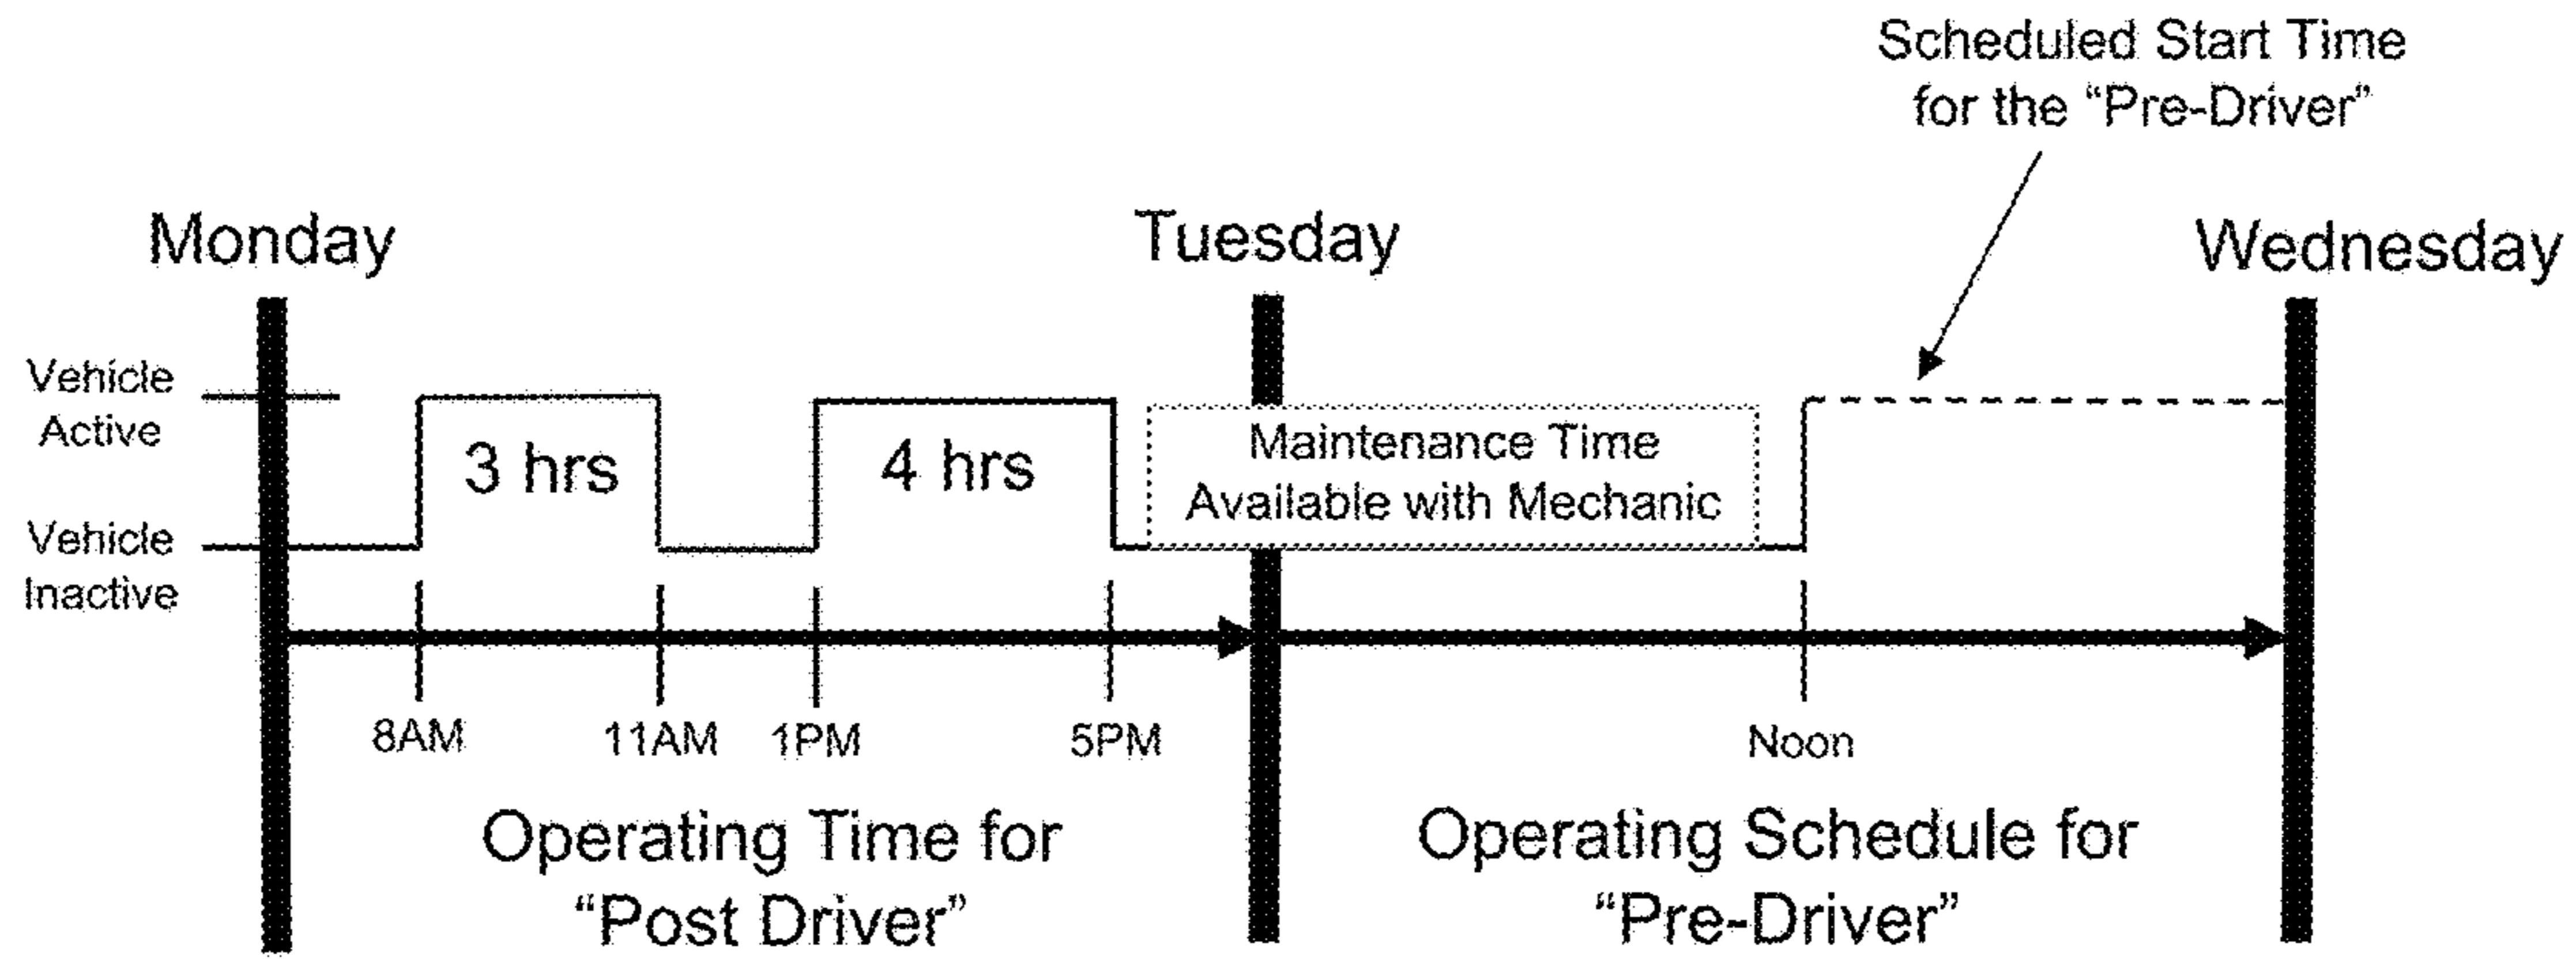 Scheduled Start Time
for the “Pre-Driver”
Monday
Tuesday
Wednesday
Vehicle
Active
3 hrs
4 hrs
Maintenance Time
Available with Mechanic
Vehicle
Inactive
8AM
11AM
1PM
5PM
Noon
Operating Time for
“Post Driver”
Operating Schedule for
“Pre-Driver”